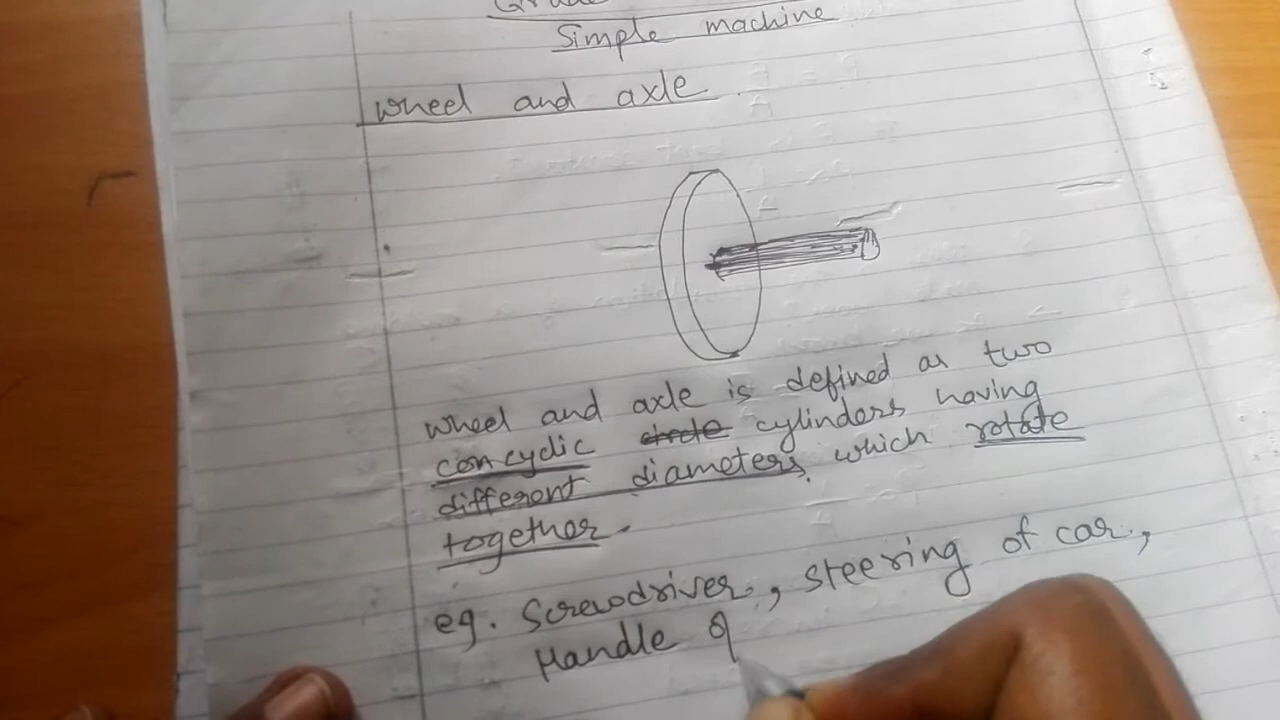 Simple machine
wheel and axle
wheel and axle is defined as two
concyclic circle cylinders having
different diameters, which rotate
together.
eg. Screwdriver, steering of car,
Handle